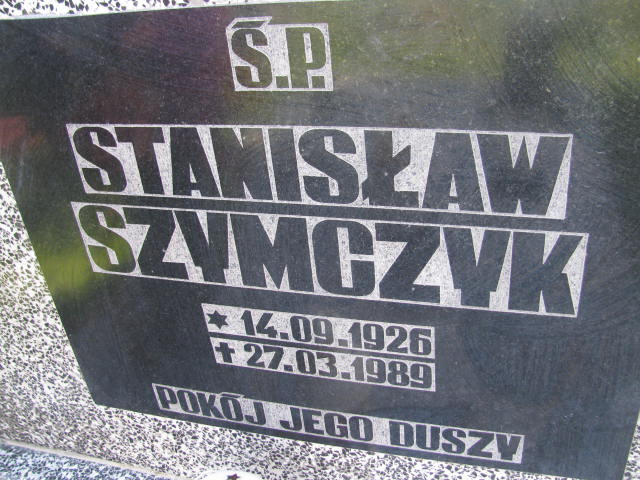 Ś.P.
STANISŁAW
SZYMCZYK
* 14.09.1926
✝ 27.03.1989
POKÓJ JEGO DUSZY